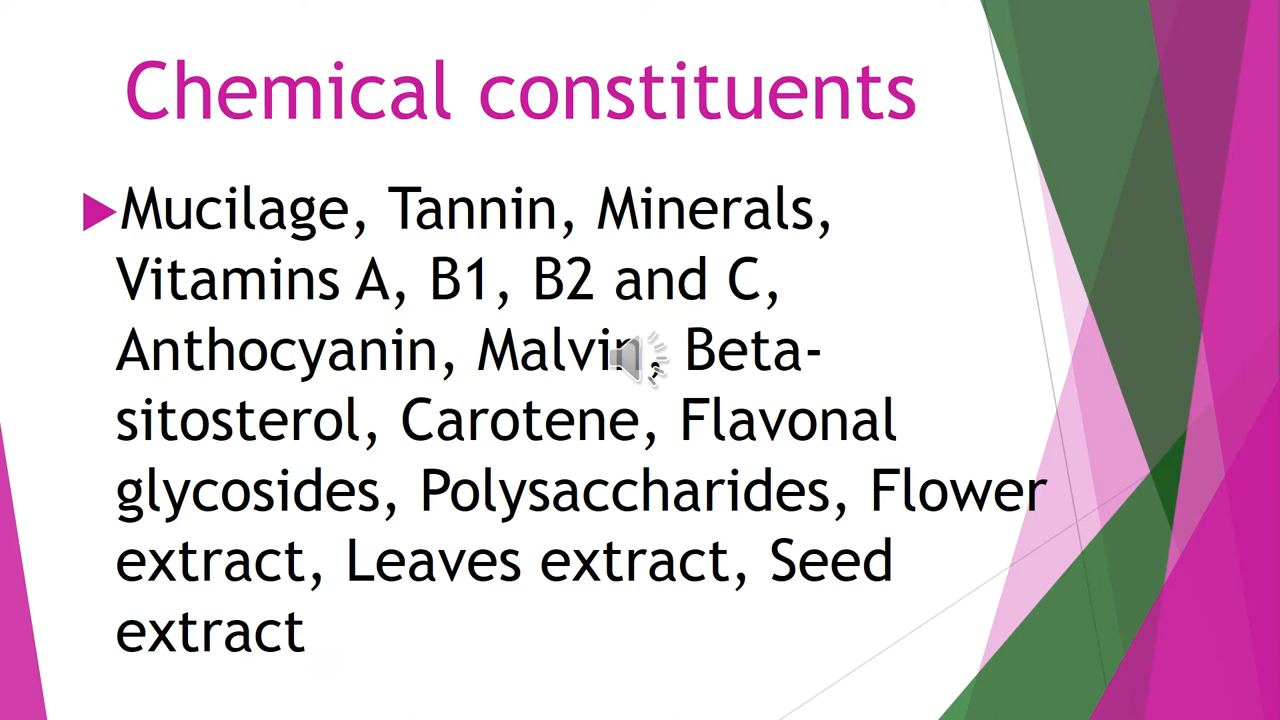 Chemical constituents
Mucilage, Tannin, Minerals,
Vitamins A, B1, B2 and C,
Anthocyanin, Malvin, Beta-
sitosterol, Carotene, Flavonal
glycosides, Polysaccharides, Flower
extract, Leaves extract, Seed
extract